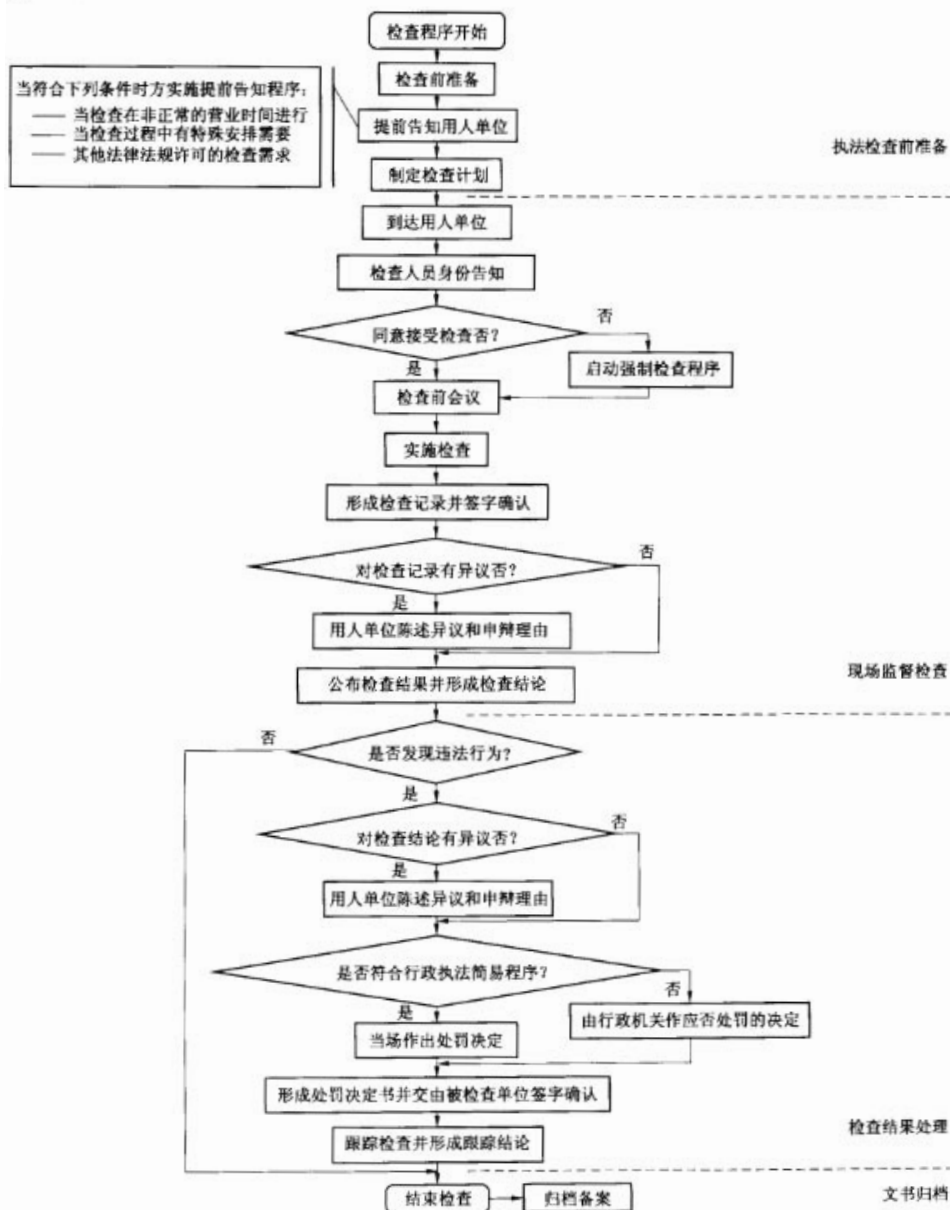 检查程序开始
检查前准备
当符合下列条件时方实施提前告知程序：
—— 当检查在非正常的营业时间进行
—— 当检查过程中有特殊安排需要
—— 其他法律法规许可的检查需求
提前告知用人单位
执法检查前准备
制定检查计划
到达用人单位
检查人员身份告知
同意接受检查否？
否
是
启动强制检查程序
检查前会议
实施检查
形成检查记录并签字确认
对检查记录有异议否？
否
是
用人单位陈述异议和申辩理由
公布检查结果并形成检查结论
现场监督检查
否
是否发现违法行为？
是
对检查结论有异议否？
否
是
用人单位陈述异议和申辩理由
是否符合行政执法简易程序？
否
是
由行政机关作应否处罚的决定
当场作出处罚决定
形成处罚决定书并交由被检查单位签字确认
跟踪检查并形成跟踪结论
检查结果处理
结束检查
归档备案
文书归档